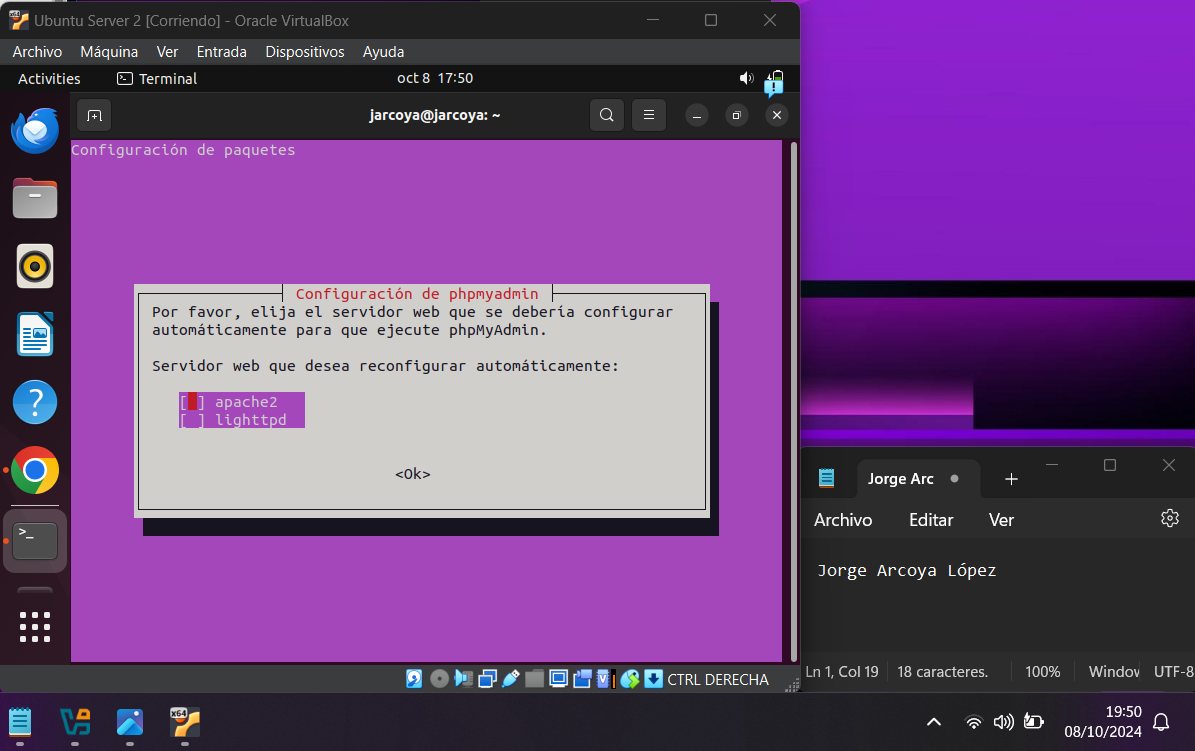 Ubuntu Server 2 [Corriendo] - Oracle VirtualBox
Archivo Máquina Ver Entrada Dispositivos Ayuda
Activities Terminal oct 8 17:50
jarcoya@jarcoya: ~
Configuración de paquetes
Configuración de phpmyadmin
Por favor, elija el servidor web que se debería configurar
automáticamente para que ejecute phpMyAdmin.
Servidor web que desea reconfigurar automáticamente:
[ ] apache2
[ ] lighttpd
<Ok>
CTRL DERECHA
Jorge Arc
Archivo Editar Ver
Jorge Arcoya López
Ln 1, Col 19 18 caracteres. 100% Window UTF-8
x64
19:50
08/10/2024